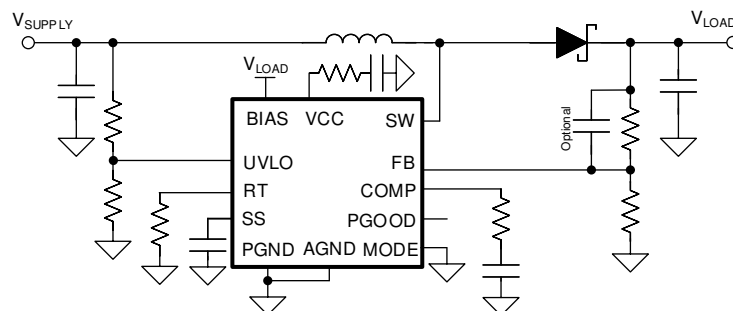 VSUPPLY
VLOAD
VLOAD
BIAS VCC SW
Optional
UVLO FB
RT COMP
SS PGOOD
PGND AGND MODE